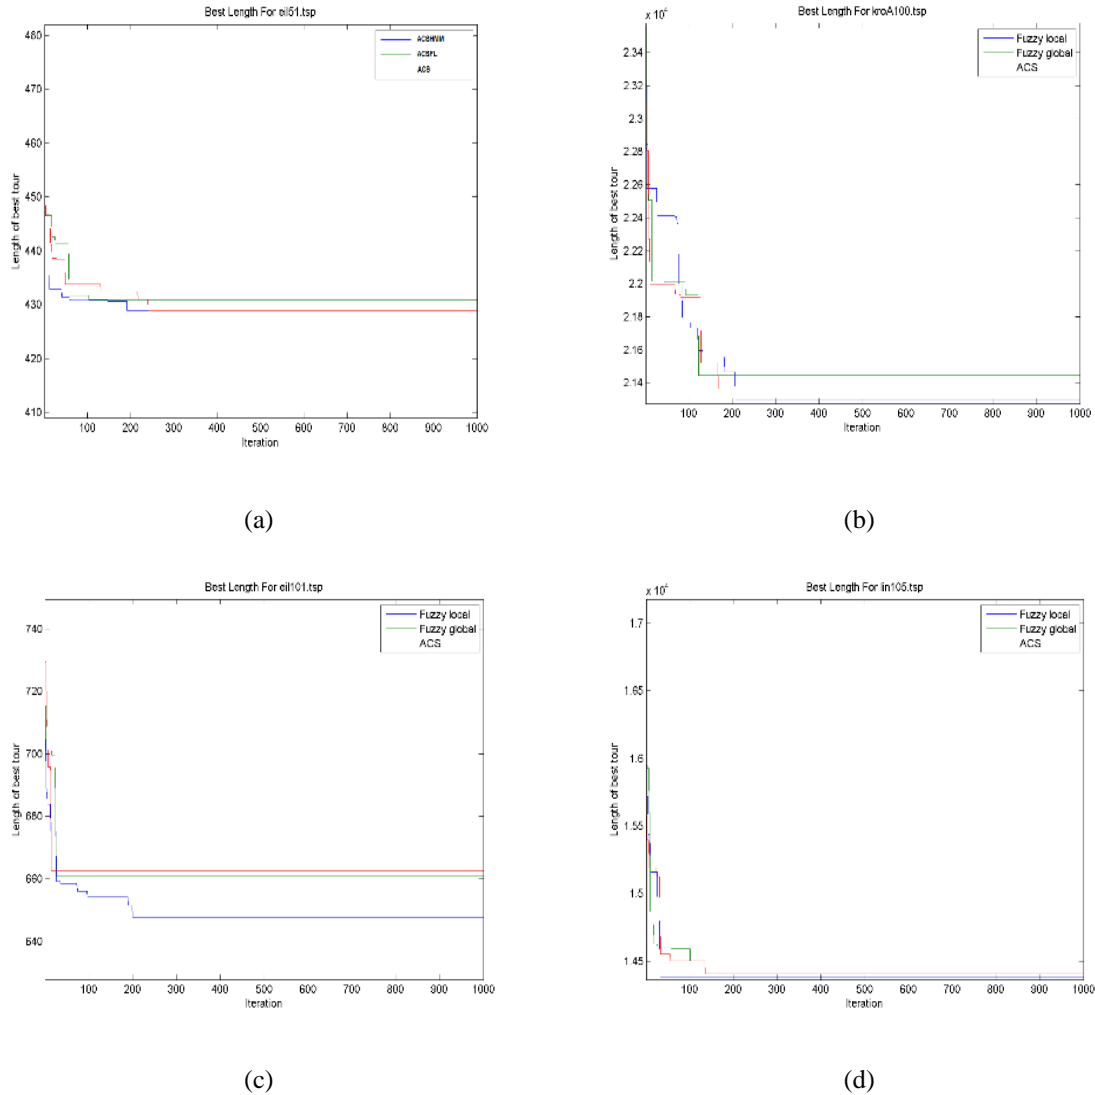 Best Length For eil51.tsp
480
470
460
450
440
430
420
410
Length of best tour
ACSHMM
ACSFL
ACS
100 200 300 400 500 600 700 800 900 1000
Iteration
(a)
x 10⁴
Best Length For kroA100.tsp
2.34
2.32
2.3
2.28
2.26
2.24
2.22
2.2
2.18
2.16
2.14
Length of best tour
Fuzzy local
Fuzzy global
ACS
100 200 300 400 500 600 700 800 900 1000
Iteration
(b)
Best Length For eil101.tsp
740
720
700
680
660
640
Length of best tour
Fuzzy local
Fuzzy global
ACS
100 200 300 400 500 600 700 800 900 1000
Iteration
(c)
x 10⁴
Best Length For lin105.tsp
1.7
1.65
1.6
1.55
1.5
1.45
Length of best tour
Fuzzy local
Fuzzy global
ACS
100 200 300 400 500 600 700 800 900 1000
Iteration
(d)